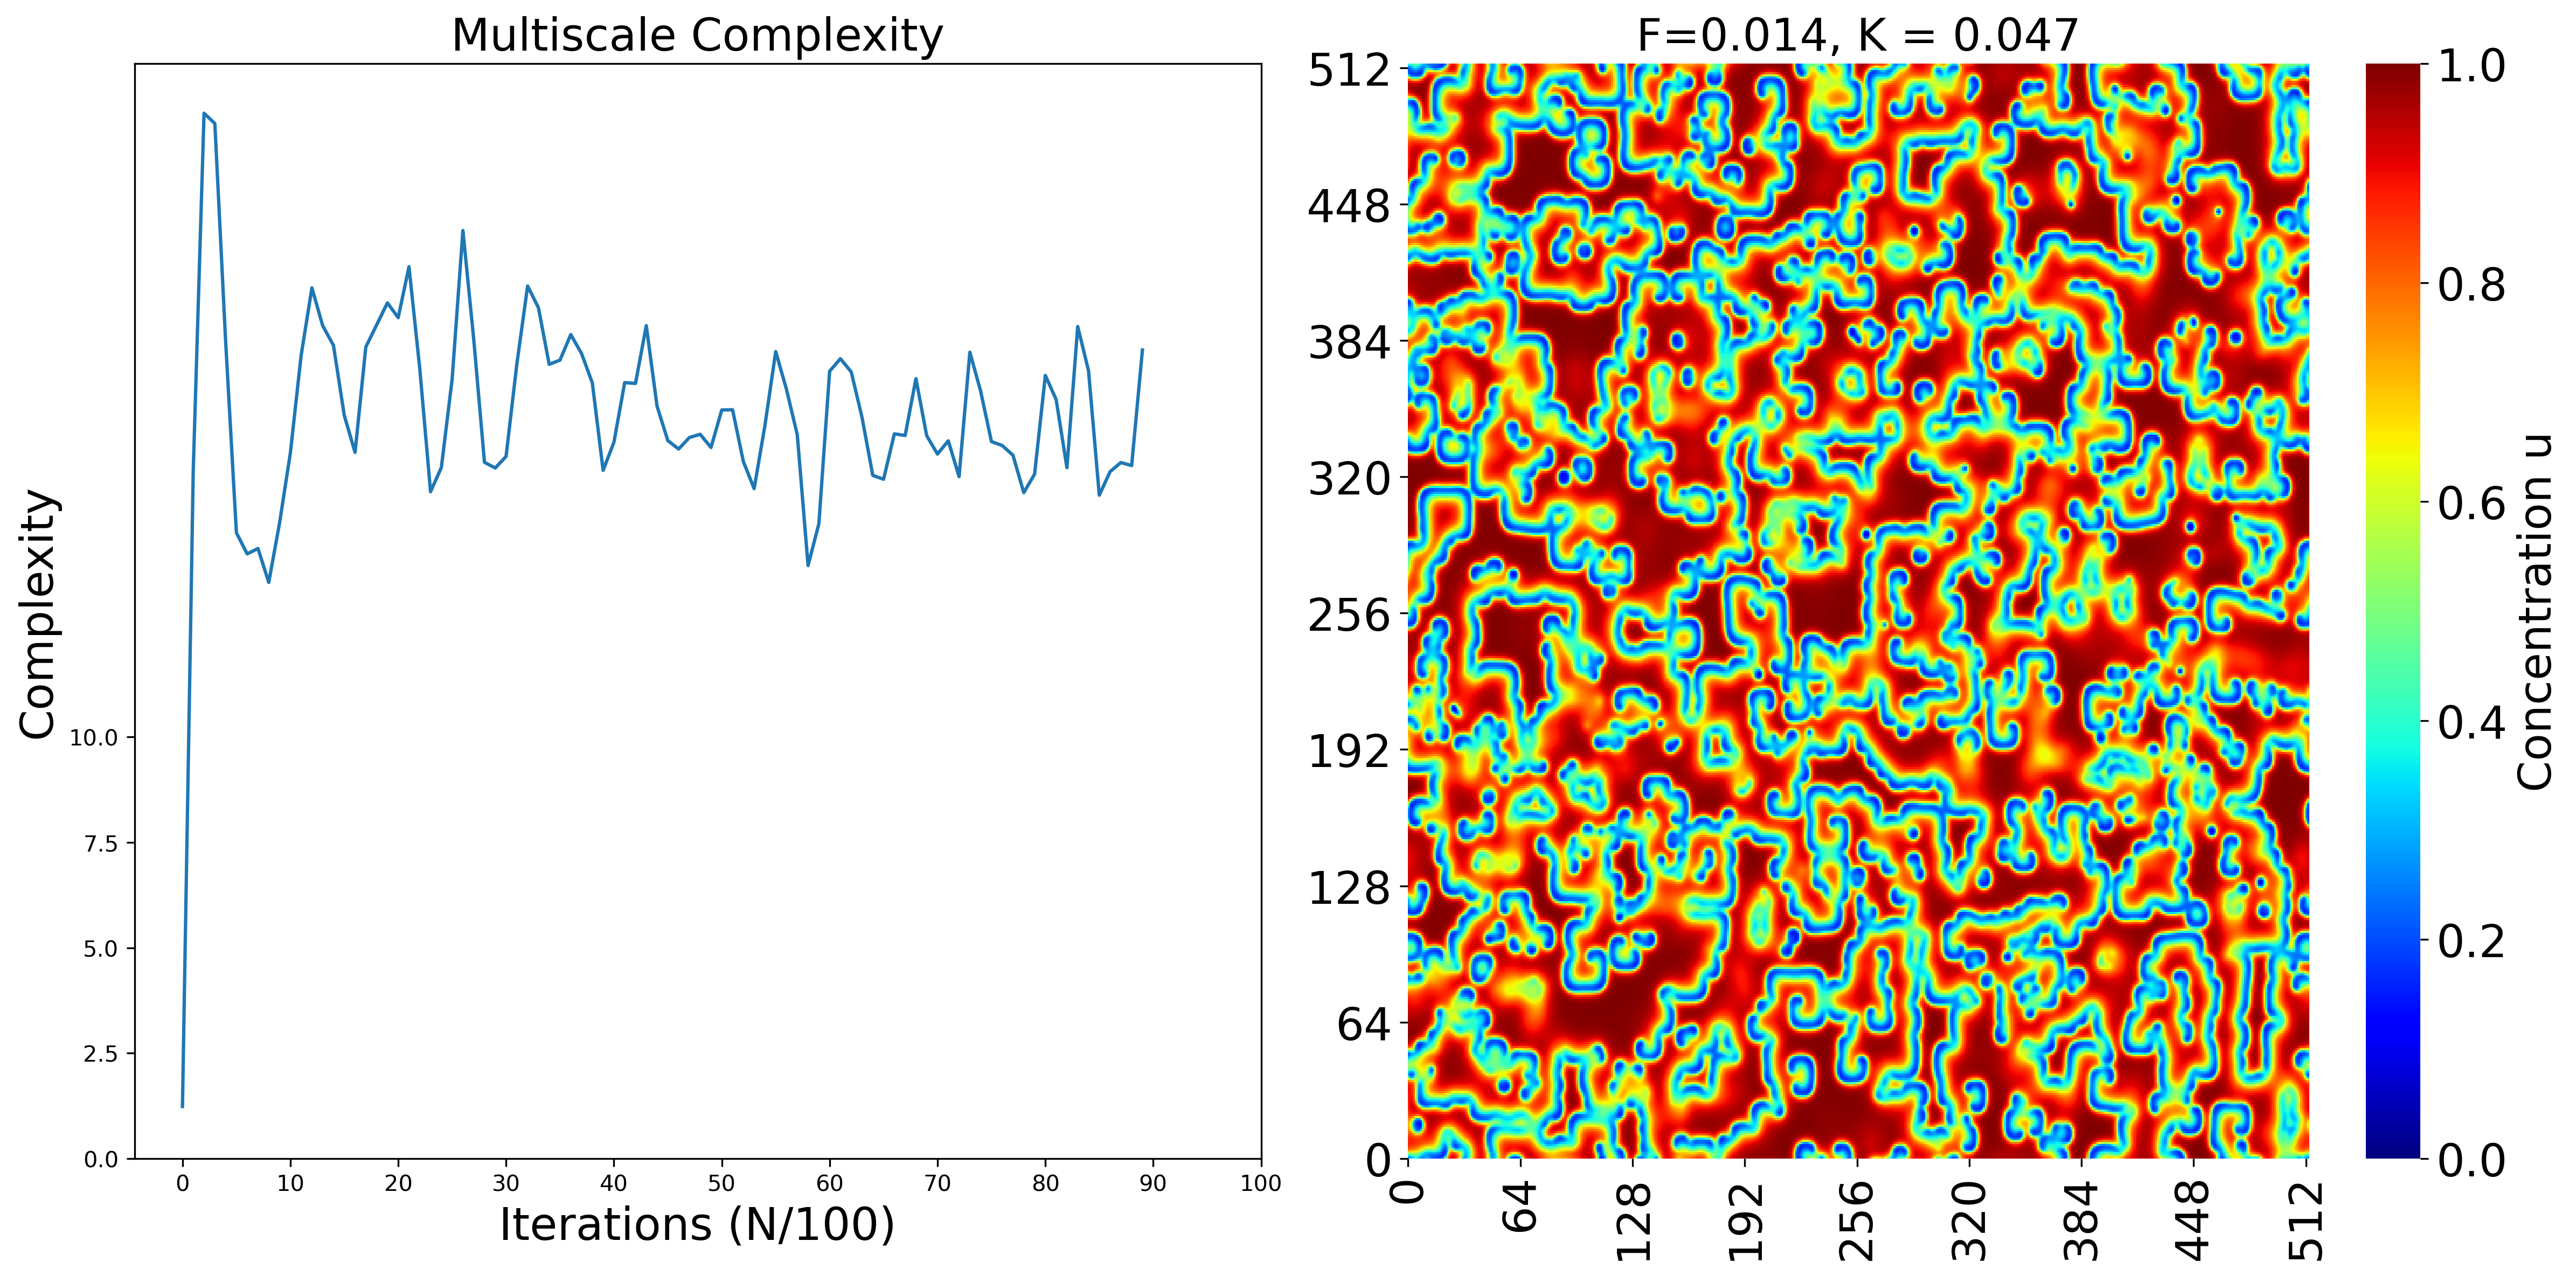 Multiscale Complexity
Complexity
10.0
7.5
5.0
2.5
0.0
0 10 20 30 40 50 60 70 80 90 100
Iterations (N/100)
F=0.014, K = 0.047
512
448
384
320
256
192
128
64
0
0 64 128 192 256 320 384 448 512
1.0
0.8
0.6
0.4
0.2
0.0
Concentration u